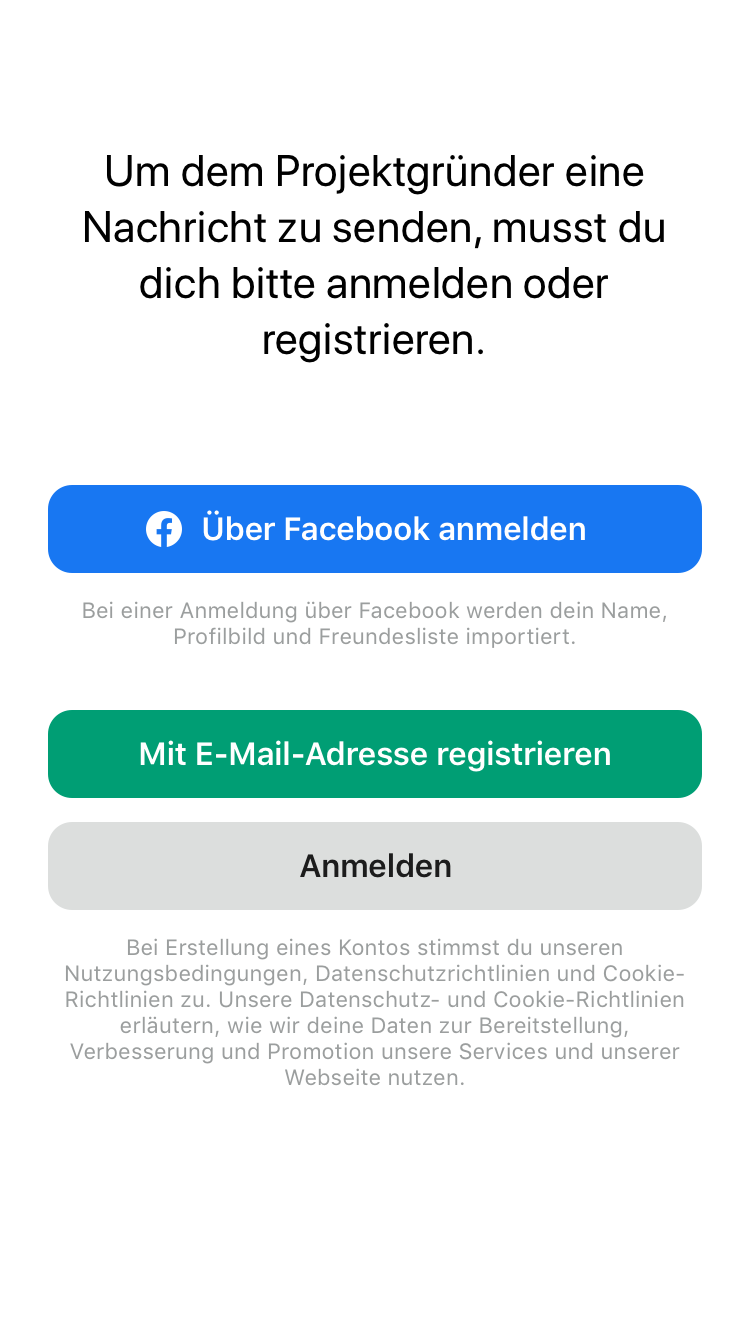 Um dem Projektgründer eine
Nachricht zu senden, musst du
dich bitte anmelden oder
registrieren.
Über Facebook anmelden
Bei einer Anmeldung über Facebook werden dein Name,
Profilbild und Freundesliste importiert.
Mit E-Mail-Adresse registrieren
Anmelden
Bei Erstellung eines Kontos stimmst du unseren
Nutzungsbedingungen, Datenschutzrichtlinien und Cookie-
Richtlinien zu. Unsere Datenschutz- und Cookie-Richtlinien
erläutern, wie wir deine Daten zur Bereitstellung,
Verbesserung und Promotion unsere Services und unserer
Webseite nutzen.